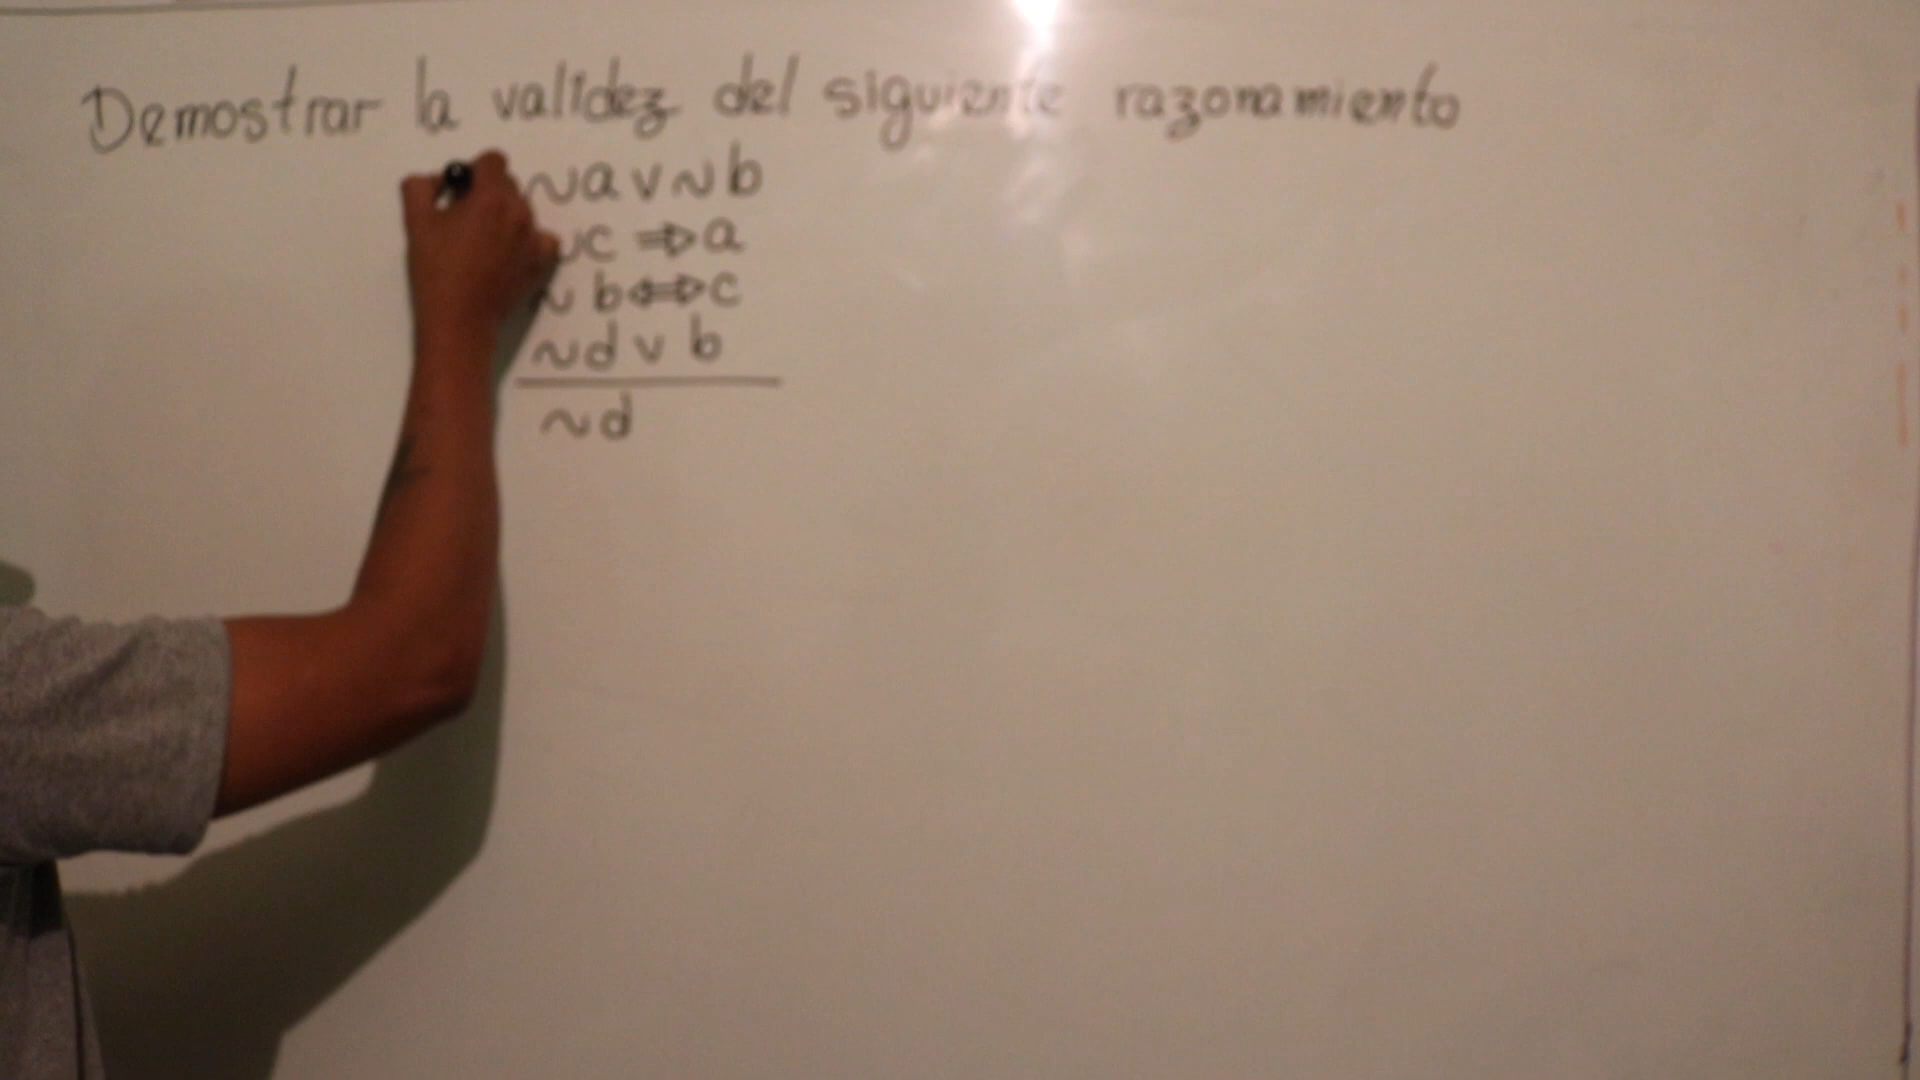 Demostrar la validez del siguiente razonamiento
~a v ~b
~c ⇒ a
~b ⇔ c
~d v b
~d